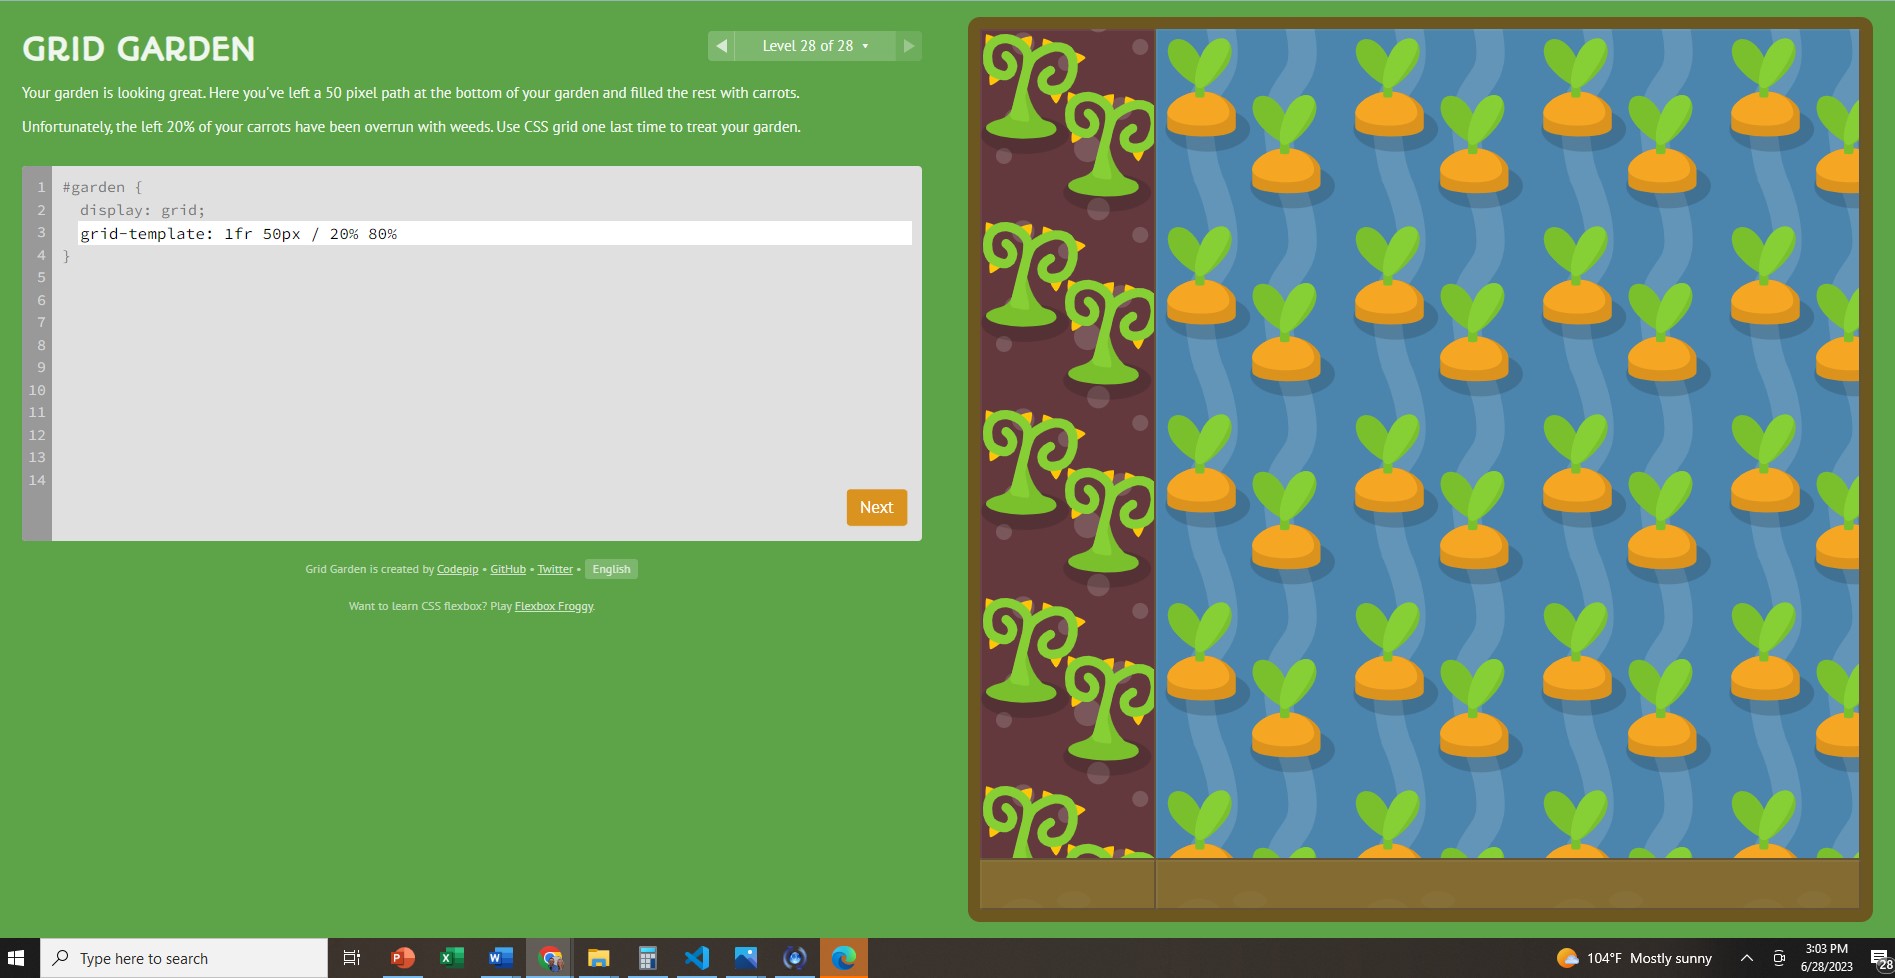 GRID GARDEN
◀ Level 28 of 28 ▾ ▶
Your garden is looking great. Here you've left a 50 pixel path at the bottom of your garden and filled the rest with carrots.
Unfortunately, the left 20% of your carrots have been overrun with weeds. Use CSS grid one last time to treat your garden.
1 #garden {
2 display: grid;
3 grid-template: 1fr 50px / 20% 80%
4 }
5
6
7
8
9
10
11
12
13
14
Next
Grid Garden is created by Codepip • GitHub • Twitter • English
Want to learn CSS flexbox? Play Flexbox Froggy.
Type here to search
P
X
W
104°F Mostly sunny
3:03 PM
6/28/2023
28